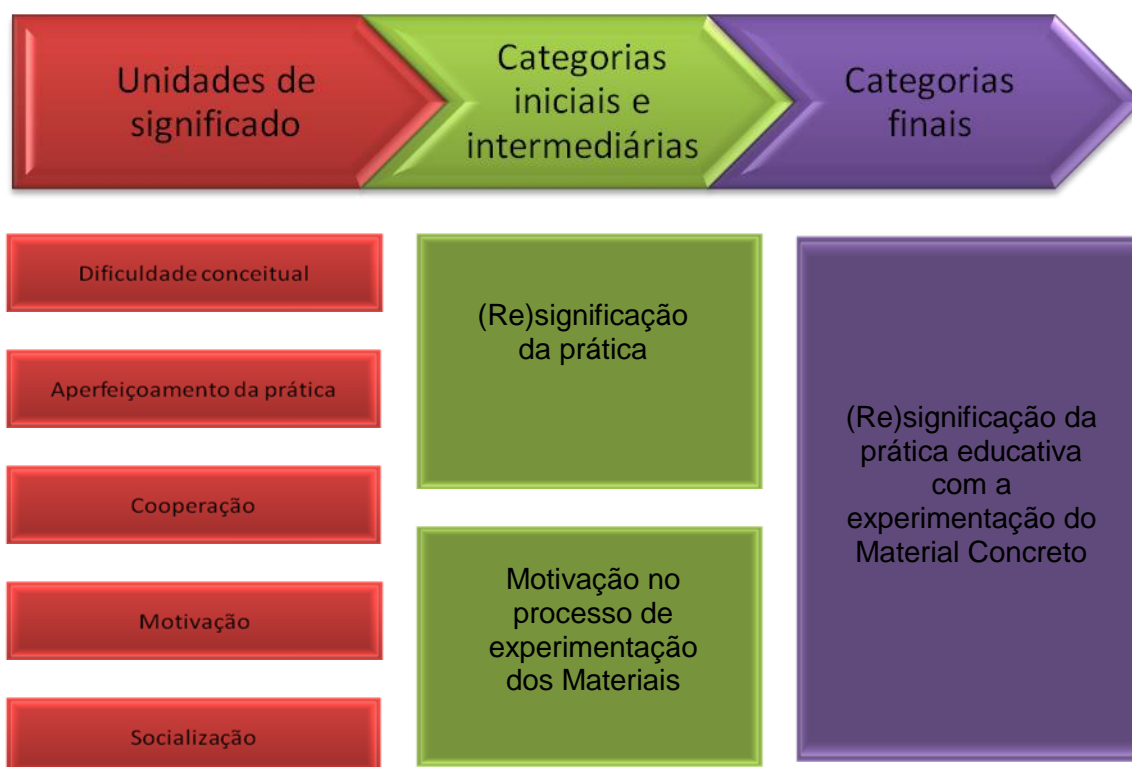 Unidades de
significado
Categorias
iniciais e
intermediárias
Categorias
finais
Dificuldade conceitual
Aperfeiçoamento da prática
Cooperação
Motivação
Socialização
(Re)significação
da prática
Motivação no
processo de
experimentação
dos Materiais
(Re)significação da
prática educativa
com a
experimentação do
Material Concreto